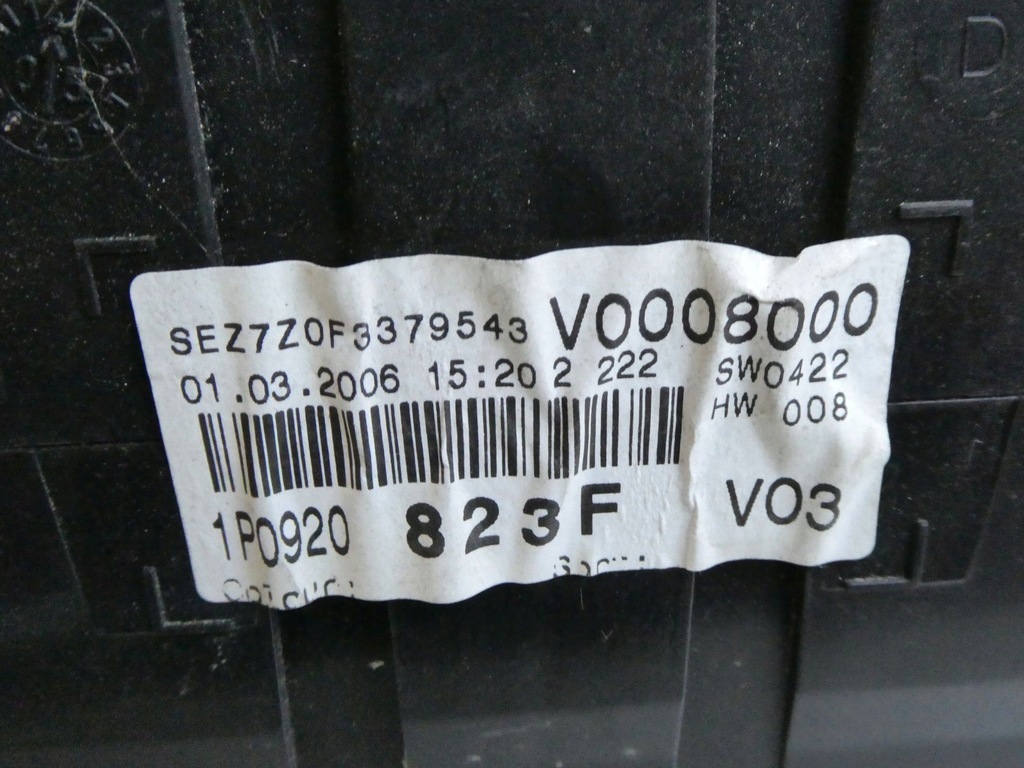 SEZ7Z0F3379543 V0008000
01.03.2006 15:20 2 222 SW0422
HW 008
1P0920 823F V03
D